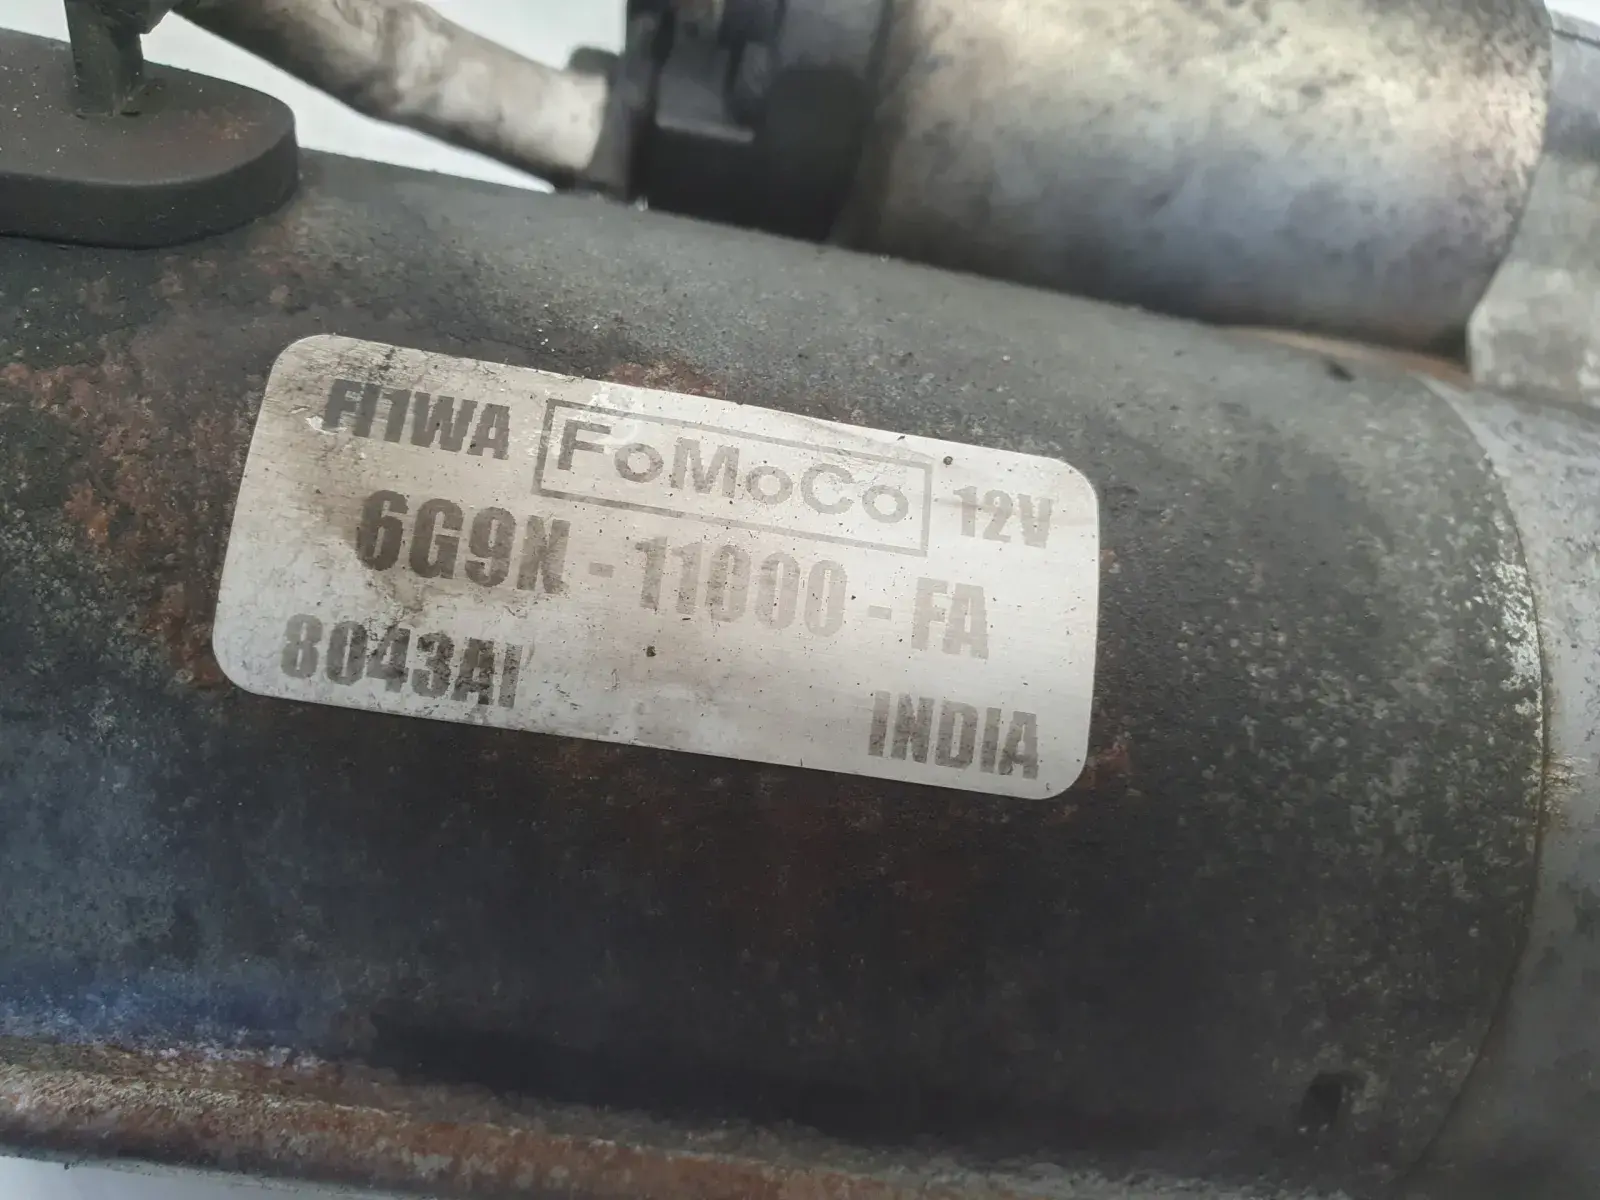 FI1WA FoMoCo 12V
6G9N - 11000 - FA
8043AI
INDIA